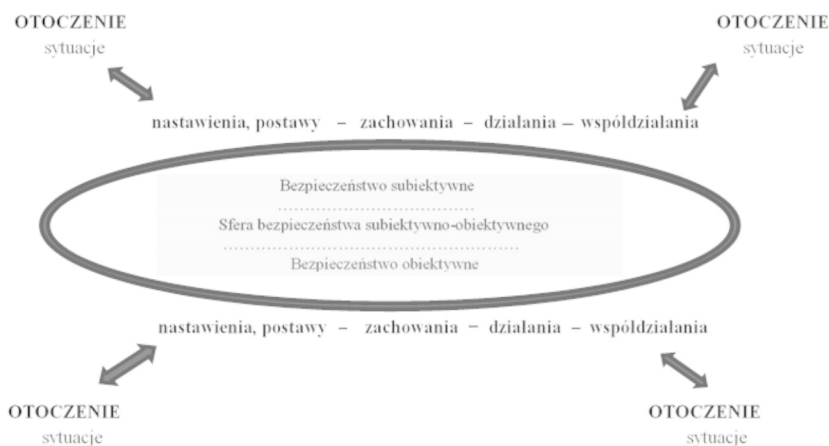 OTOCZENIE OTOCZENIE
sytuacje sytuacje
nastawienia, postawy – zachowania – działania – współdziałania
Bezpieczeństwo subiektywne
Sfera bezpieczeństwa subiektywno-obiektywnego
Bezpieczeństwo obiektywne
nastawienia, postawy – zachowania – działania – współdziałania
OTOCZENIE OTOCZENIE
sytuacje sytuacje